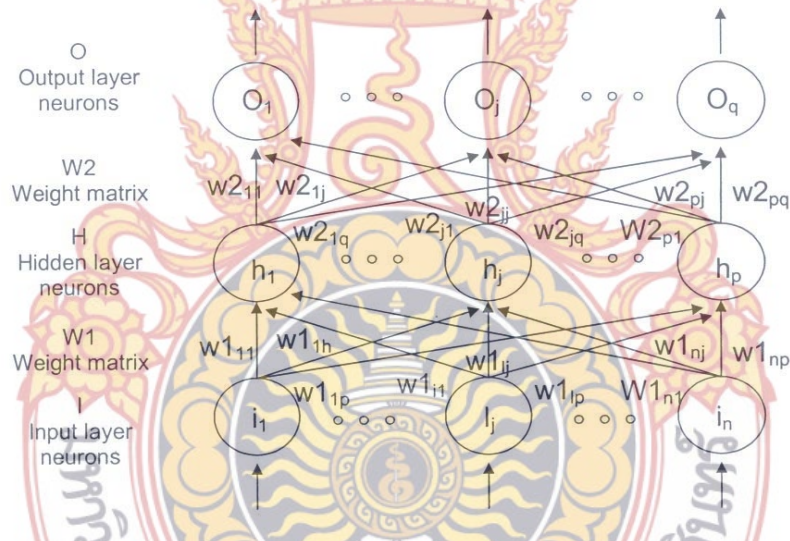 O
Output layer
neurons
O1 Oj Oq
W2
Weight matrix
w211 w21j w2jj w2pj w2pq
w21q w2j1 w2jq W2p1
H
Hidden layer
neurons
h1 hj hp
W1
Weight matrix
w111 w11h w1lj w1nj w1np
w11p w1i1 w1lp W1n1
I
Input layer
neurons
i1 Ij in